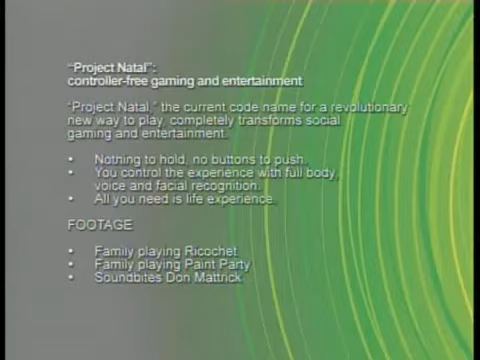 "Project Natal":
controller-free gaming and entertainment
"Project Natal," the current code name for a revolutionary
new way to play, completely transforms social
gaming and entertainment.
• Nothing to hold, no buttons to push.
• You control the experience with full body,
voice and facial recognition.
• All you need is life experience.
FOOTAGE
• Family playing Ricochet
• Family playing Paint Party
• Soundbites Don Mattrick